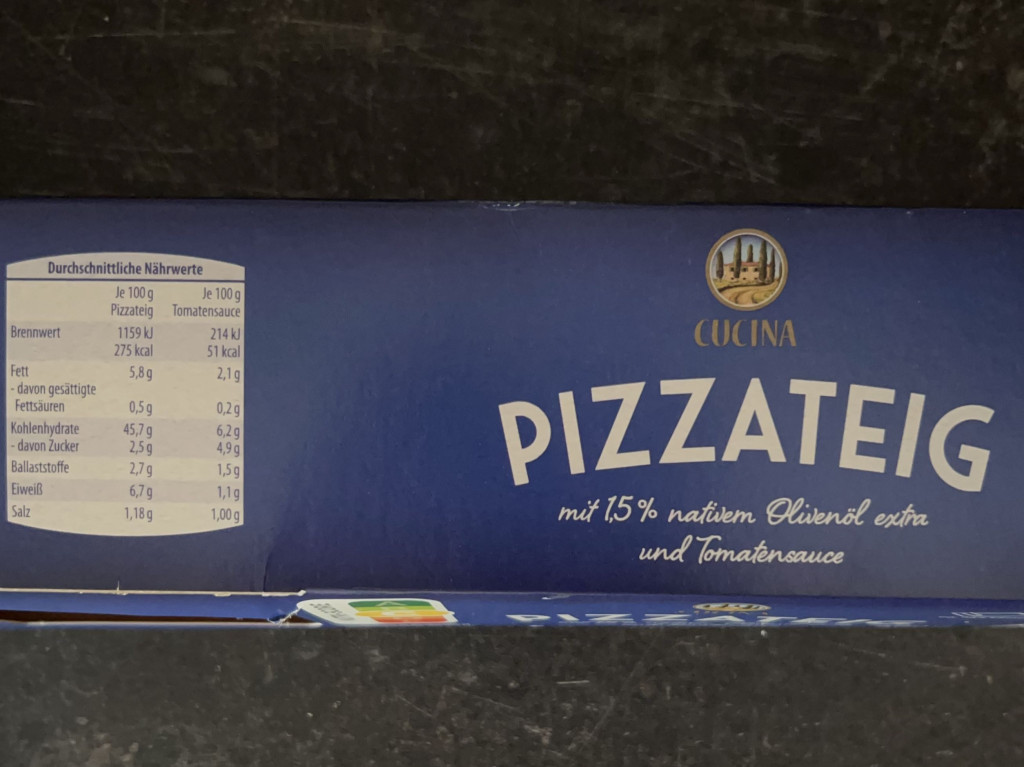 Durchschnittliche Nährwerte
Je 100 g Je 100 g
Pizzateig Tomatensauce
Brennwert 1159 kJ 214 kJ
275 kcal 51 kcal
Fett 5,8 g 2,1 g
- davon gesättigte
Fettsäuren 0,5 g 0,2 g
Kohlenhydrate 45,7 g 6,2 g
- davon Zucker 2,5 g 4,9 g
Ballaststoffe 2,7 g 1,5 g
Eiweiß 6,7 g 1,1 g
Salz 1,18 g 1,00 g
CUCINA
PIZZATEIG
mit 1,5 % nativem Olivenöl extra
und Tomatensauce
PIZZATEIG